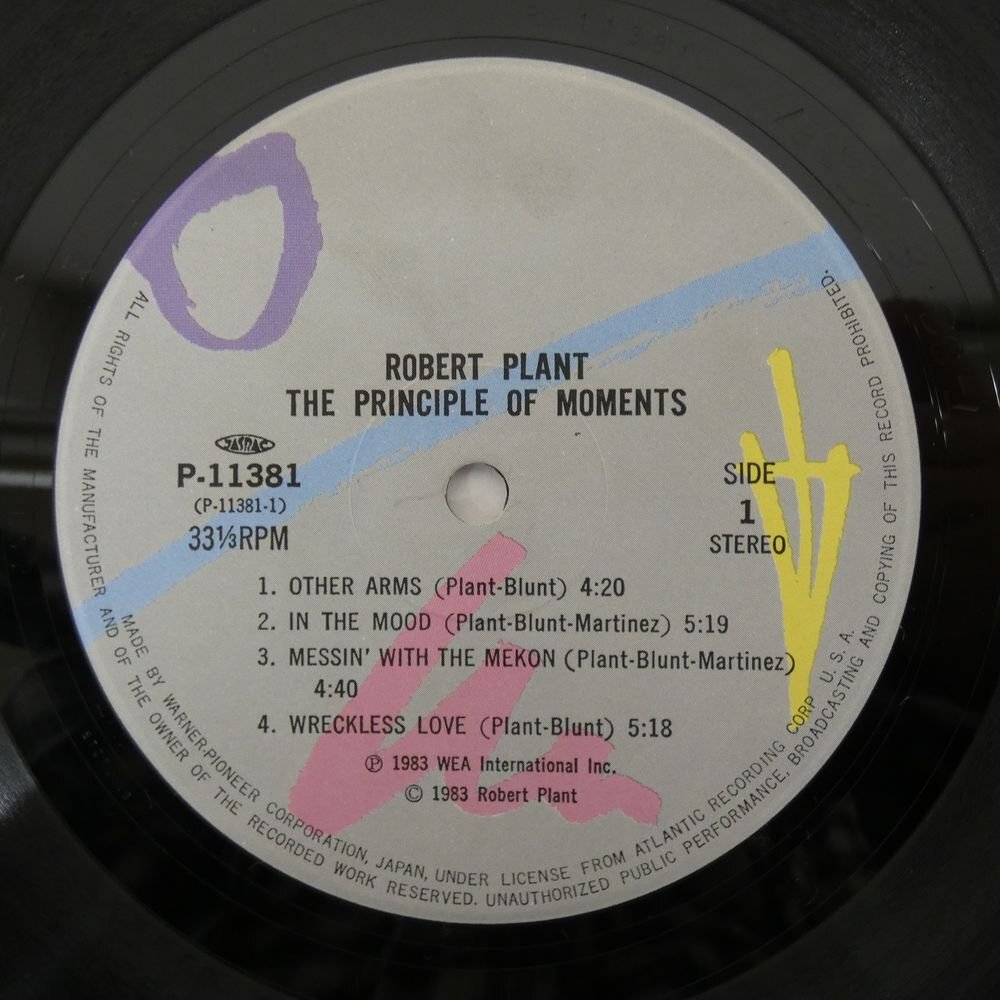 ROBERT PLANT
THE PRINCIPLE OF MOMENTS
JASRAC
P-11381
(P-11381-1)
33⅓RPM
SIDE
1
STEREO
1. OTHER ARMS (Plant-Blunt) 4:20
2. IN THE MOOD (Plant-Blunt-Martinez) 5:19
3. MESSIN' WITH THE MEKON (Plant-Blunt-Martinez)
4:40
4. WRECKLESS LOVE (Plant-Blunt) 5:18
Ⓟ 1983 WEA International Inc.
© 1983 Robert Plant
MADE BY WARNER-PIONEER CORPORATION, JAPAN, UNDER LICENSE FROM ATLANTIC RECORDING CORP. U. S. A.
ALL RIGHTS OF THE MANUFACTURER AND OF THE OWNER OF THE RECORDED WORK RESERVED. UNAUTHORIZED PUBLIC PERFORMANCE, BROADCASTING AND COPYING OF THIS RECORD PROHIBITED.